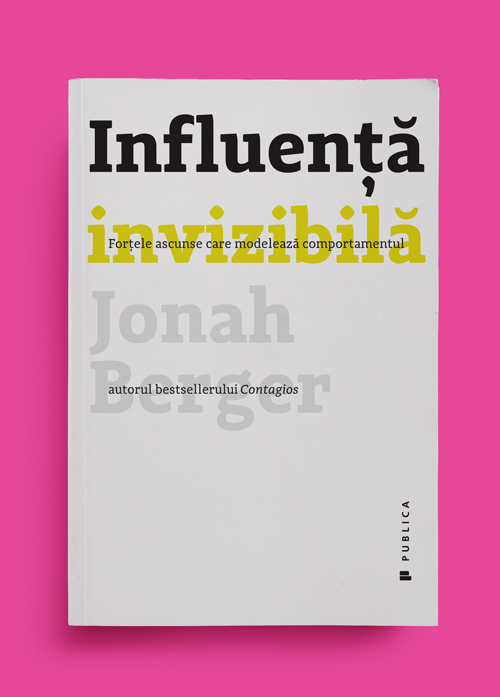 Influență
invizibilă
Forțele ascunse care modelează comportamentul
Jonah
Berger
autorul bestsellerului Contagios
PUBLICA